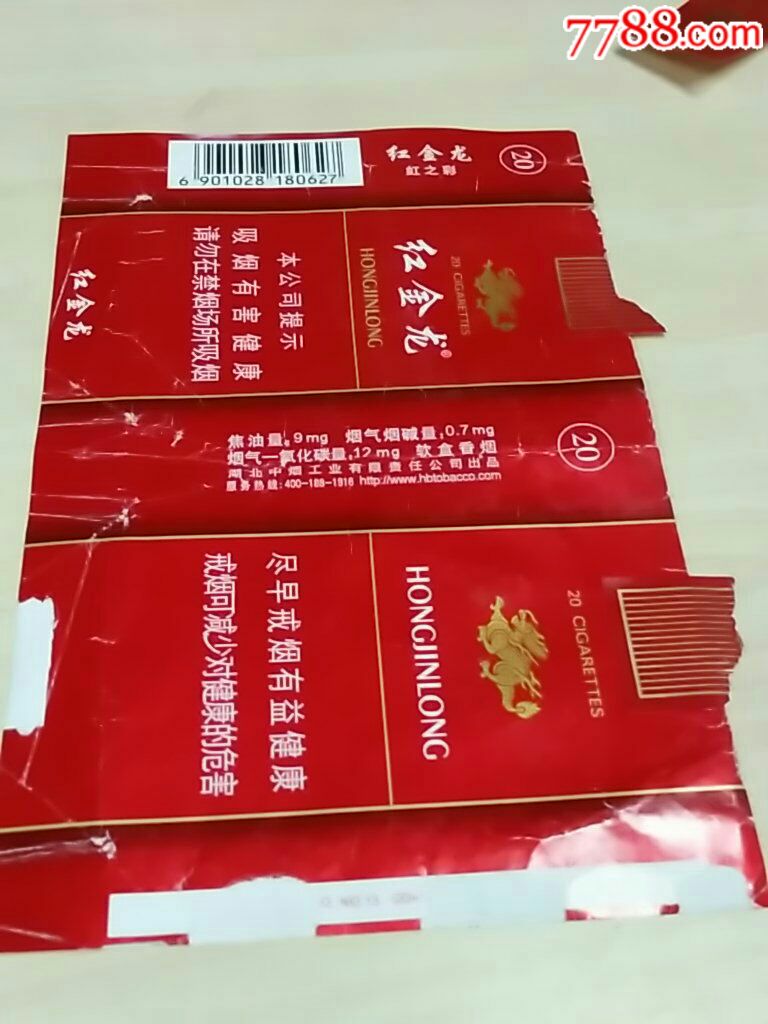 7788.com
6 901028 180627
红金龙
虹之彩
20
红金龙
本公司提示
吸烟有害健康
请勿在禁烟场所吸烟
20 CIGARETTES
红金龙®
HONGJINLONG
焦油量:9mg 烟气烟碱量:0.7mg
烟气一氧化碳量:12mg 软盒香烟
湖北中烟工业有限责任公司出品
服务热线:400-188-1916 http://www.hbtobacco.com
20
尽早戒烟有益健康
戒烟可减少对健康的危害
20 CIGARETTES
HONGJINLONG